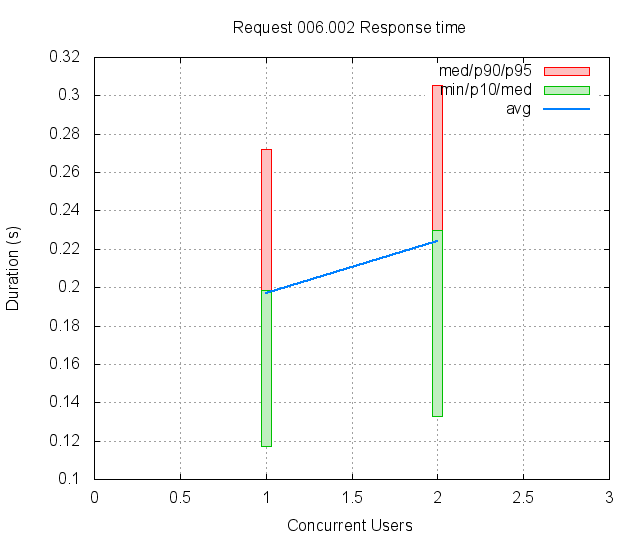 Request 006.002 Response time
med/p90/p95
min/p10/med
avg
Duration (s)
0.32
0.3
0.28
0.26
0.24
0.22
0.2
0.18
0.16
0.14
0.12
0.1
0 0.5 1 1.5 2 2.5 3
Concurrent Users